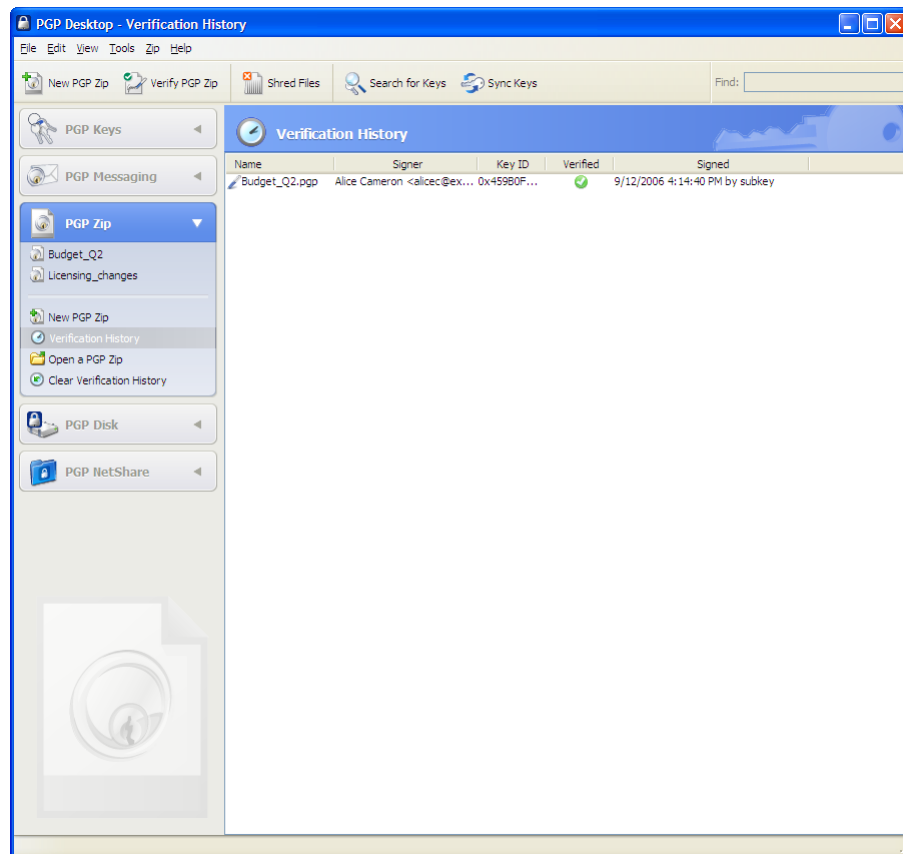 PGP Desktop - Verification History
File Edit View Tools Zip Help
New PGP Zip Verify PGP Zip Shred Files Search for Keys Sync Keys Find:
PGP Keys
PGP Messaging
PGP Zip
Budget_Q2
Licensing_changes
New PGP Zip
Verification History
Open a PGP Zip
Clear Verification History
PGP Disk
PGP NetShare
Verification History
Name Signer Key ID Verified Signed
Budget_Q2.pgp Alice Cameron <alicec@ex... 0x459B0F... 9/12/2006 4:14:40 PM by subkey